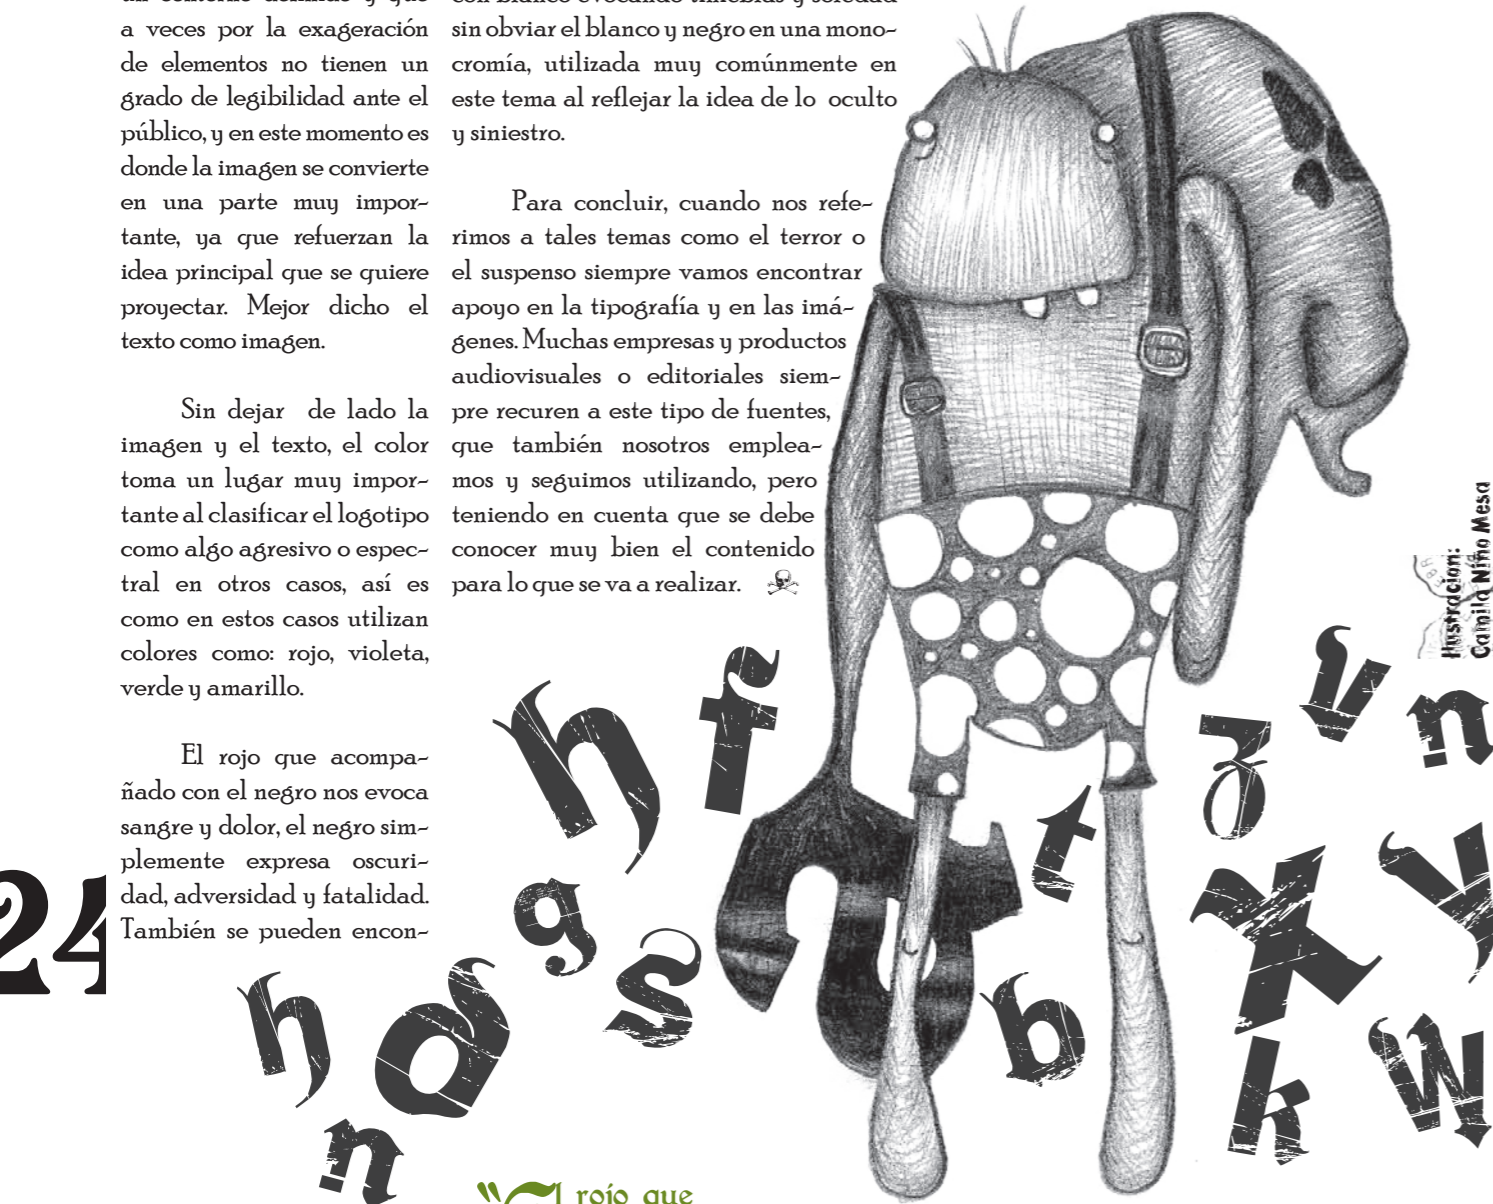 a veces por la exageración
de elementos no tienen un
grado de legibilidad ante el
público, y en este momento es
donde la imagen se convierte
en una parte muy impor-
tante, ya que refuerzan la
idea principal que se quiere
proyectar. Mejor dicho el
texto como imagen.
Sin dejar de lado la
imagen y el texto, el color
toma un lugar muy impor-
tante al clasificar el logotipo
como algo agresivo o espec-
tral en otros casos, así es
como en estos casos utilizan
colores como: rojo, violeta,
verde y amarillo.
El rojo que acompa-
ñado con el negro nos evoca
sangre y dolor, el negro sim-
plemente expresa oscuri-
dad, adversidad y fatalidad.
También se pueden encon-
con blanco evocando tinieblas y soledad
sin obviar el blanco y negro en una mono-
cromía, utilizada muy comúnmente en
este tema al reflejar la idea de lo oculto
y siniestro.
Para concluir, cuando nos refe-
rimos a tales temas como el terror o
el suspenso siempre vamos encontrar
apoyo en la tipografía y en las imá-
genes. Muchas empresas y productos
audiovisuales o editoriales siem-
pre recuren a este tipo de fuentes,
que también nosotros emplea-
mos y seguimos utilizando, pero
teniendo en cuenta que se debe
conocer muy bien el contenido
para lo que se va a realizar.
Ilustracion:
Camila Niño Mesa
h
f
g
s
h
d
n
t
b
z
v
n
x
y
k
w
24
"El rojo que